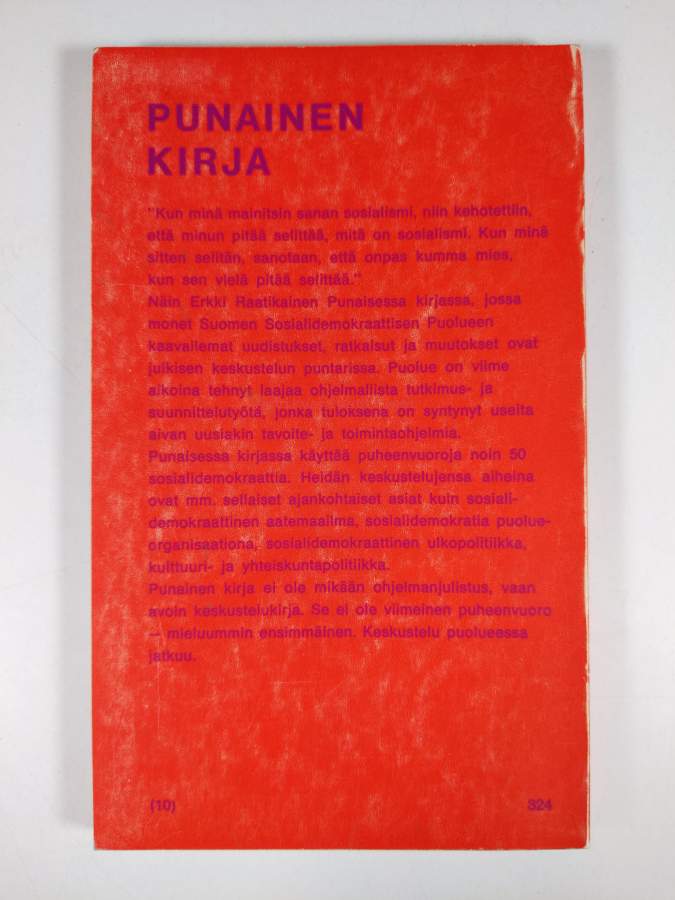 PUNAINEN
KIRJA
"Kun minä mainitsin sanan sosialismi, niin kehotettiin,
että minun pitää selittää, mitä on sosialismi. Kun minä
sitten selitän, sanotaan, että onpas kumma mies,
kun sen vielä pitää selittää."
Näin Erkki Raatikainen Punaisessa kirjassa, jossa
monet Suomen Sosialidemokraattisen Puolueen
kaavailemat uudistukset, ratkaisut ja muutokset ovat
julkisen keskustelun puntarissa. Puolue on viime
aikoina tehnyt laajaa ohjelmallista tutkimus- ja
suunnittelutyötä, jonka tuloksena on syntynyt useita
aivan uusiakin tavoite- ja toimintaohjelmia.
Punaisessa kirjassa käyttää puheenvuoroja noin 50
sosialidemokraattia. Heidän keskustelujensa aiheina
ovat mm. sellaiset ajankohtaiset asiat kuin sosiali-
demokraattinen aatemaailma, sosialidemokratia puolue-
organisaationa, sosialidemokraattinen ulkopolitiikka,
kulttuuri- ja yhteiskuntapolitiikka.
Punainen kirja ei ole mikään ohjelmanjulistus, vaan
avoin keskustelukirja. Se ei ole viimeinen puheenvuoro
— mieluummin ensimmäinen. Keskustelu puolueessa
jatkuu.
(10) 324